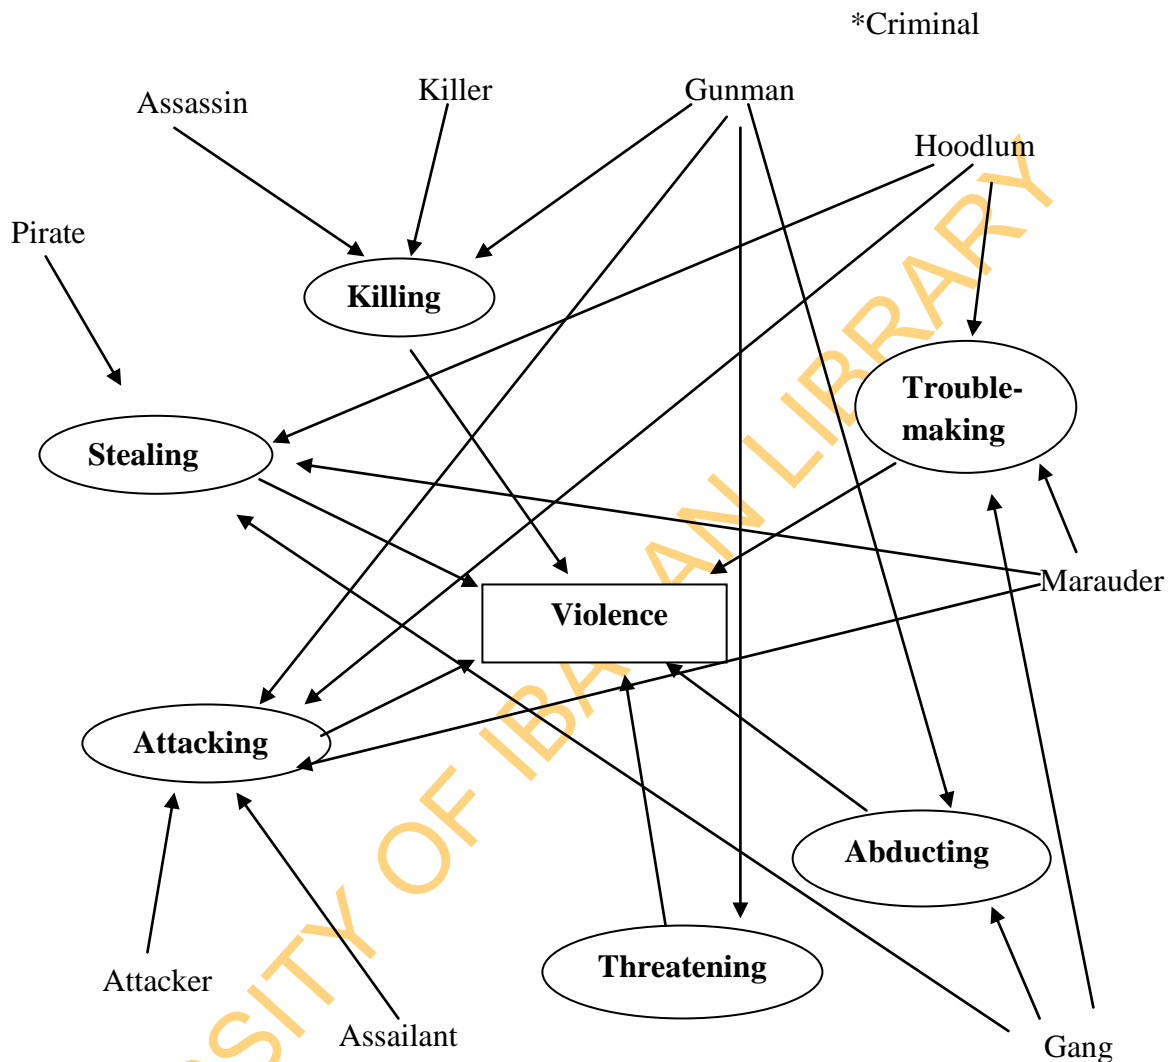 *Criminal
Assassin
Killer
Gunman
Hoodlum
Pirate
Killing
Trouble-
making
Stealing
Marauder
Violence
Attacking
Abducting
Threatening
Attacker
Assailant
Gang
SITY OF IBADAN LIBRARY